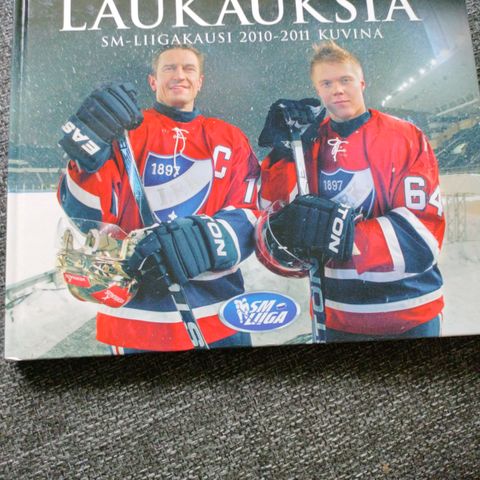 LAUKAUKSIA
SM-LIIGAKAUSI 2010-2011 KUVINA
EAS
1897
C
1897
64
TON
TON
SM
LIIGA